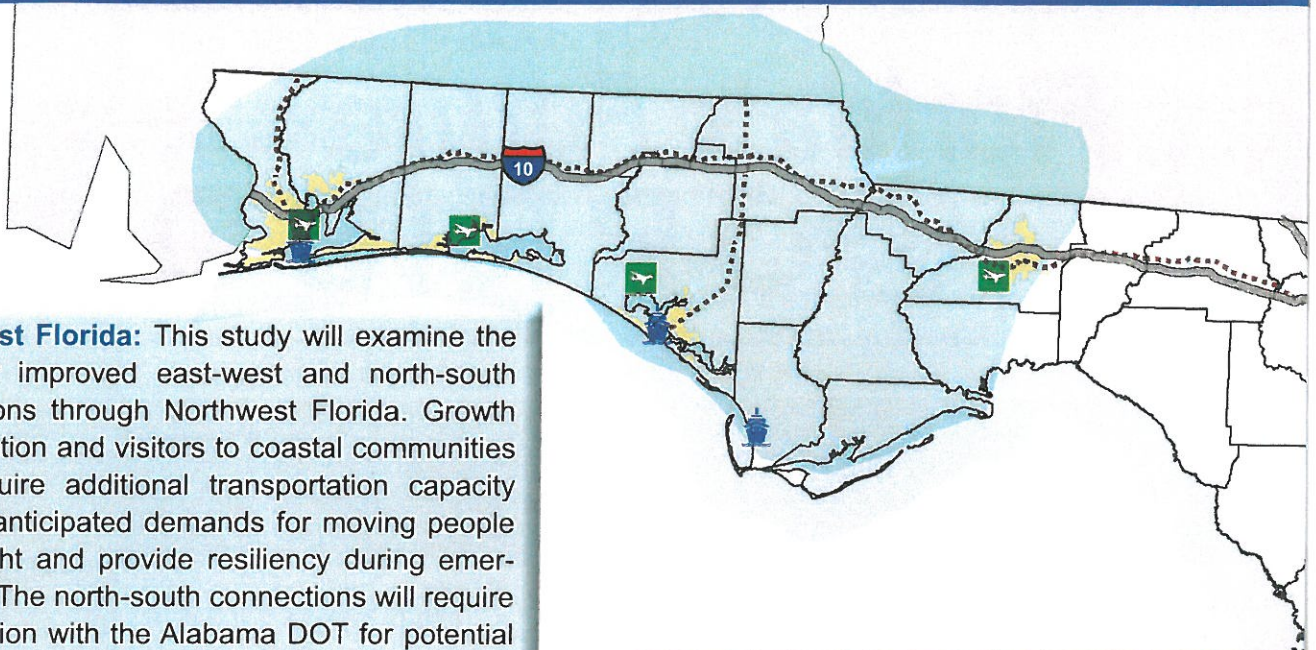 10
st Florida: This study will examine the
improved east-west and north-south
ons through Northwest Florida. Growth
tion and visitors to coastal communities
uire additional transportation capacity
anticipated demands for moving people
ht and provide resiliency during emer-
The north-south connections will require
ion with the Alabama DOT for potential